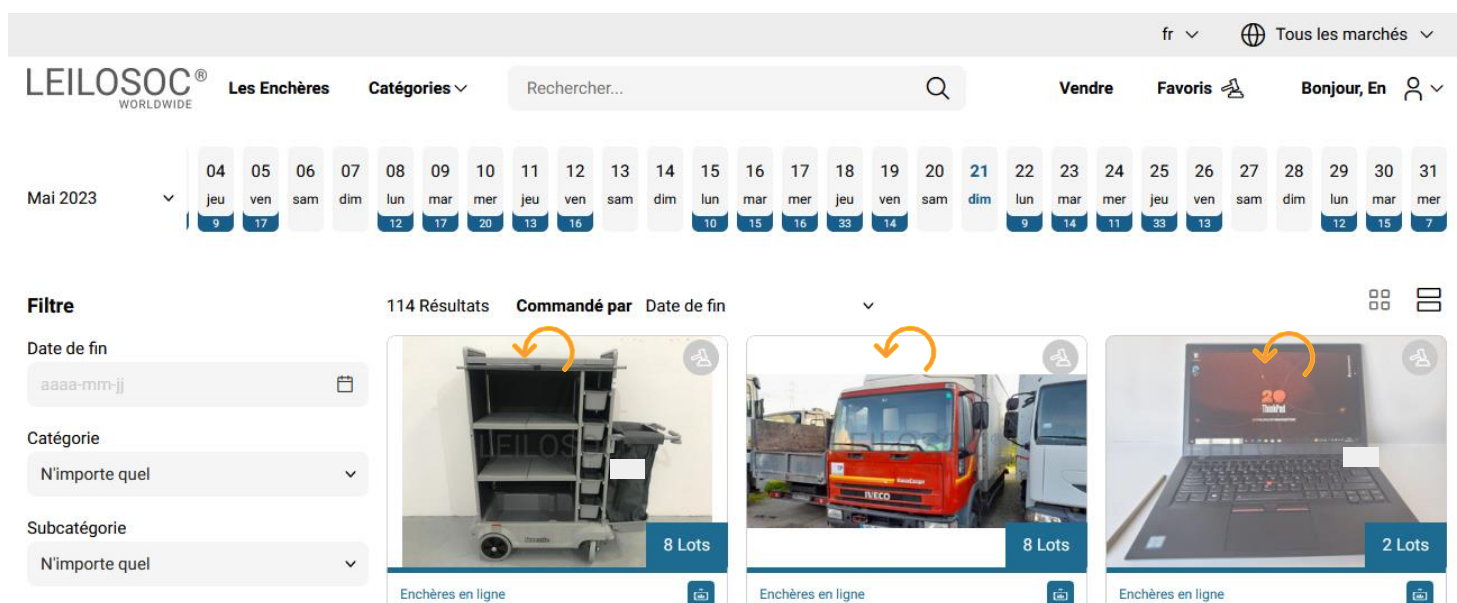 fr Tous les marchés
LEILOSOC® Les Enchères Catégories Rechercher... Vendre Favoris Bonjour, En
WORLDWIDE
04 05 06 07 08 09 10 11 12 13 14 15 16 17 18 19 20 21 22 23 24 25 26 27 28 29 30 31
Mai 2023 jeu ven sam dim lun mar mer jeu ven sam dim lun mar mer jeu ven sam dim lun mar mer jeu ven sam dim lun mar mer
9 17 12 17 20 13 16 10 15 16 33 14 9 14 11 33 13 12 15 7
Filtre 114 Résultats Commandé par Date de fin
Date de fin
aaaa-mm-jj
Catégorie
N'importe quel
Subcatégorie
N'importe quel
LEILOS
LEILOS
IVECO
20
ThinkPad
8 Lots 8 Lots 2 Lots
Enchères en ligne Enchères en ligne Enchères en ligne